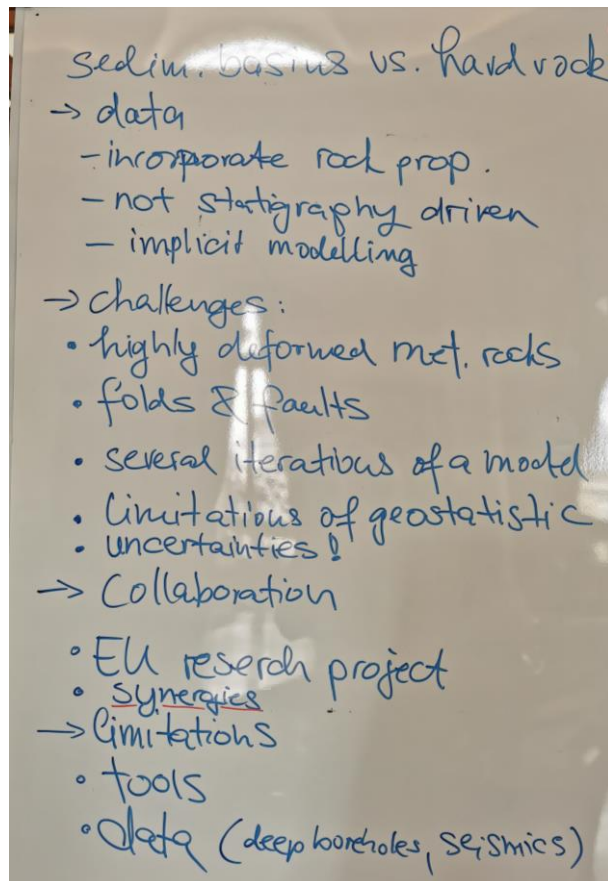 sedim. basins vs. hard rock
→ data
- incorporate rock prop.
- not statigraphy driven
- implicit modelling
→ challenges:
• highly deformed met. rocks
• folds & faults
• several iterations of a model
• limitations of geostatistic
• uncertainties!
→ Collaboration
• EU reserch project
• synergies
→ limitations
• tools
• data (deep boreholes, seismics)